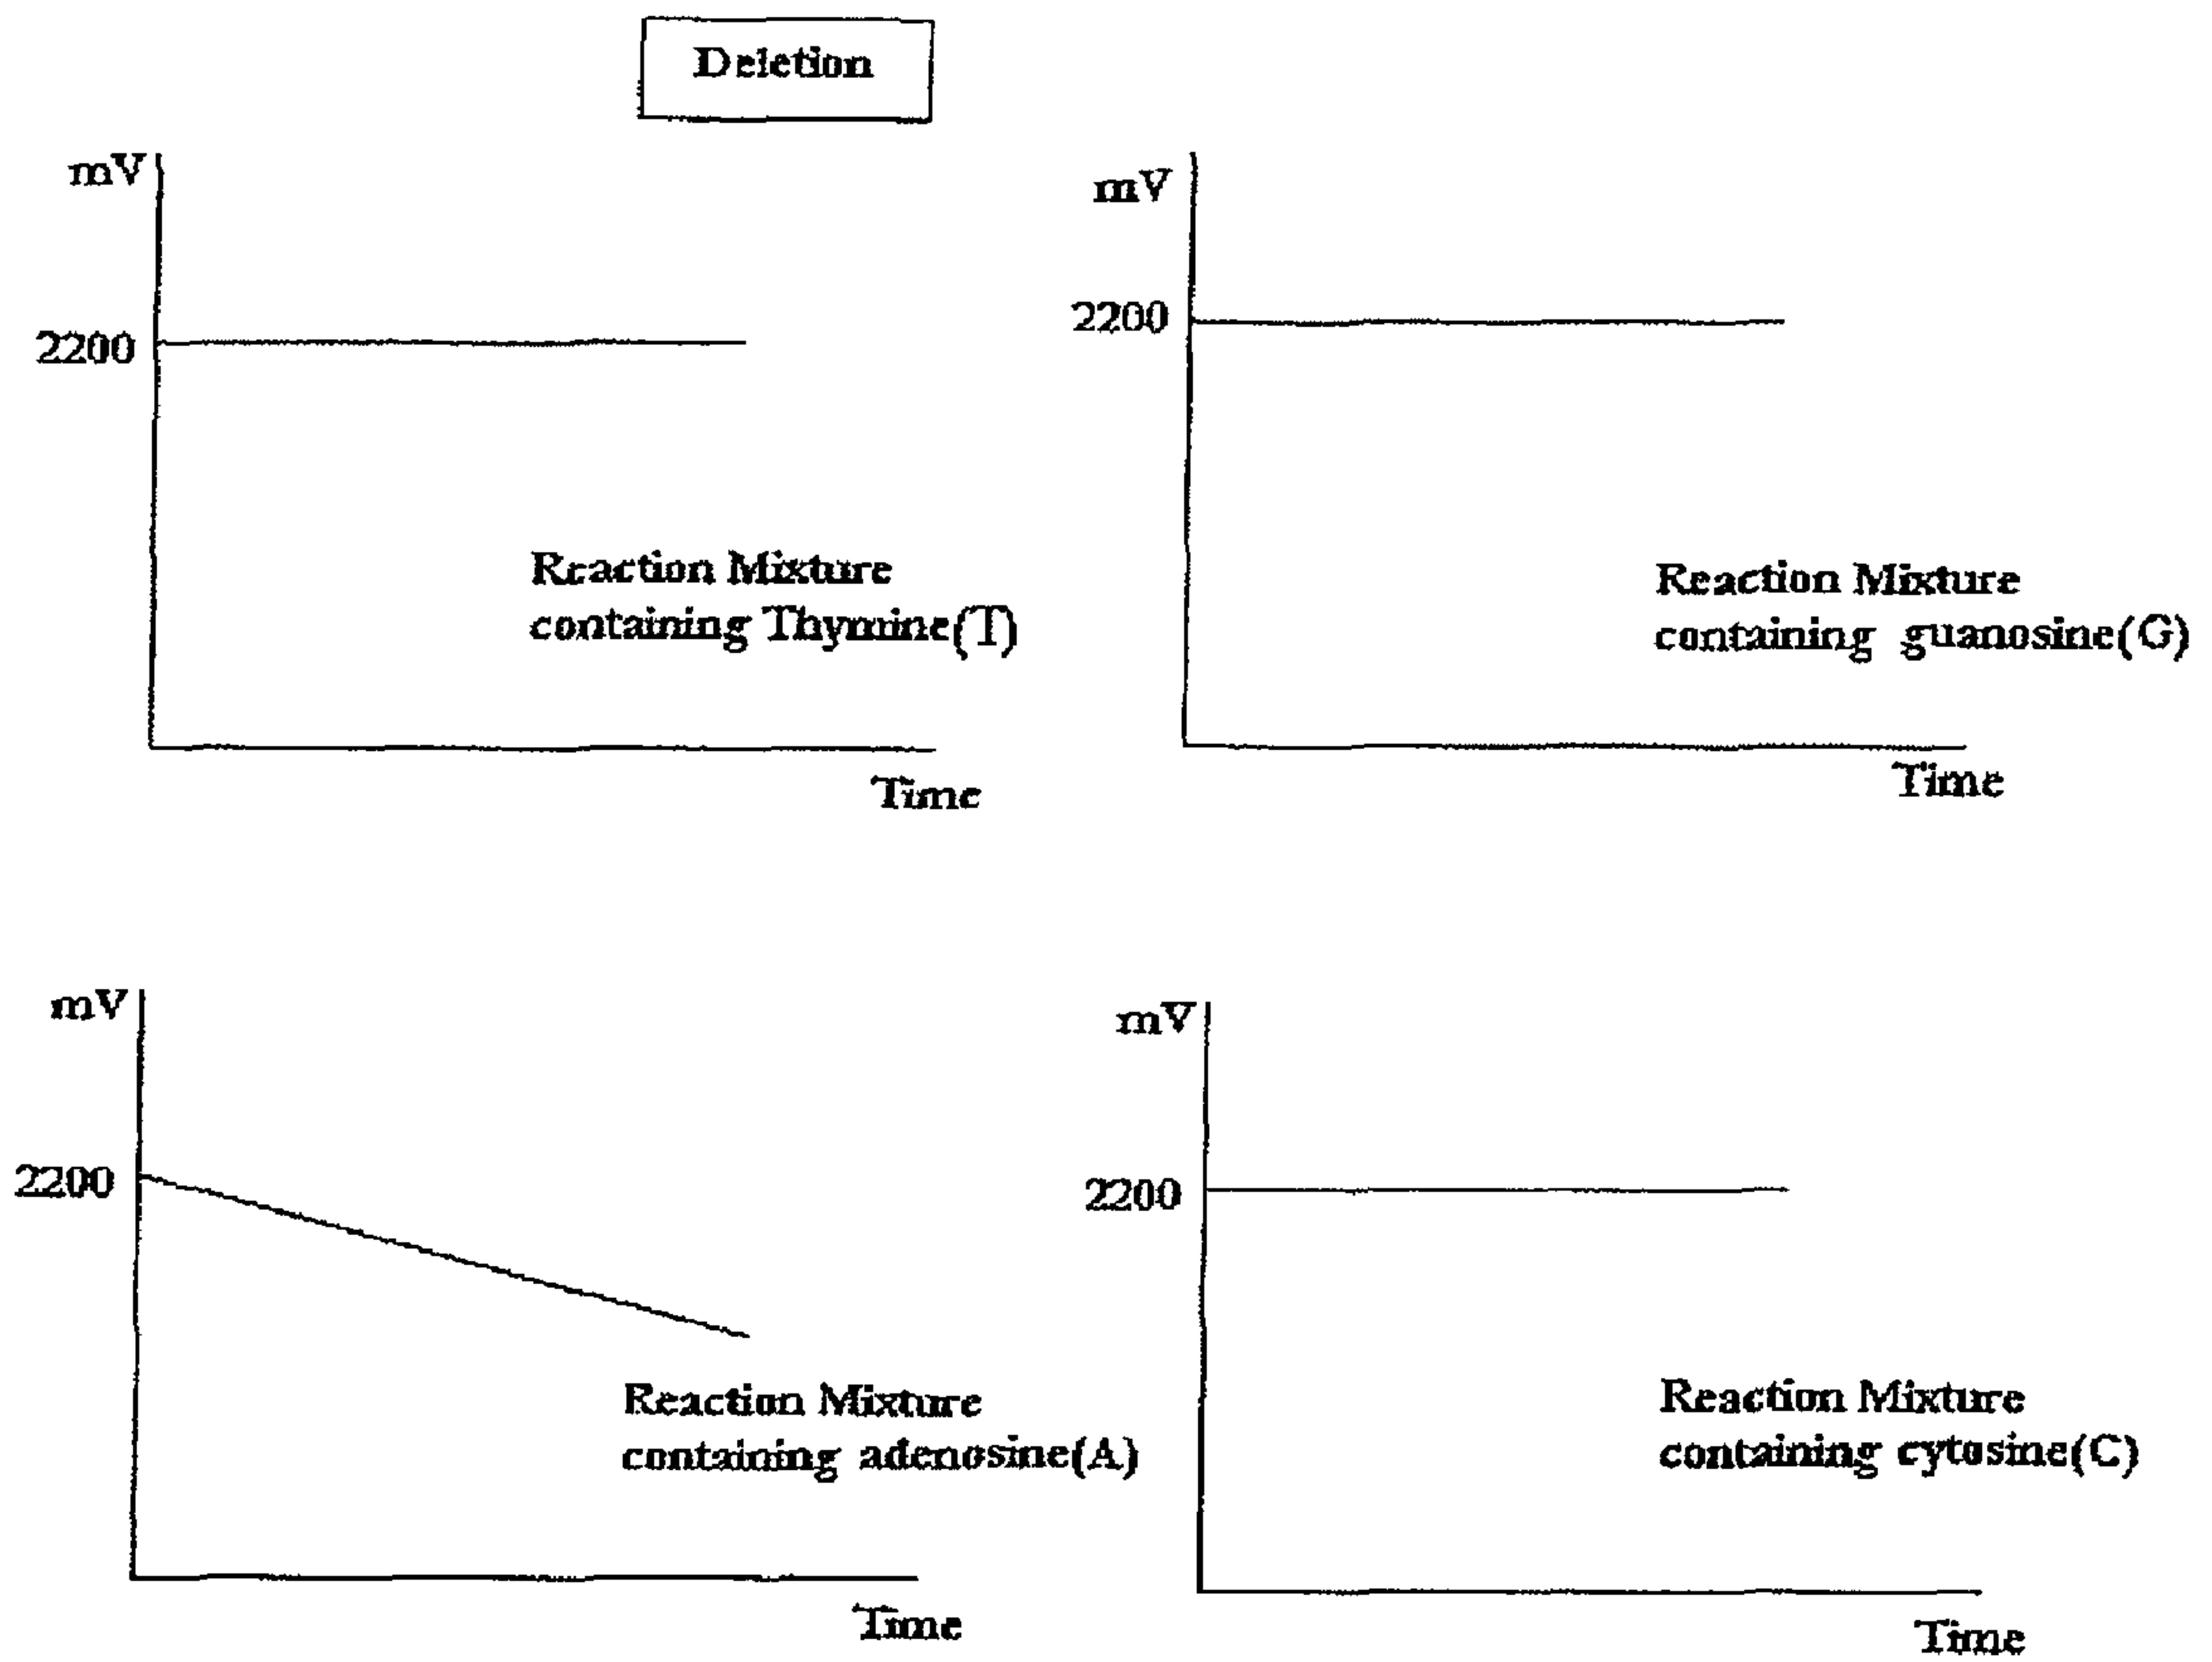 Deletion
mV
2200
Reaction Mixture
containing Thymine(T)
Time
mV
2200
Reaction Mixture
containing guanosine(G)
Time
mV
2200
Reaction Mixture
containing adenosine(A)
Time
mV
2200
Reaction Mixture
containing cytosine(C)
Time